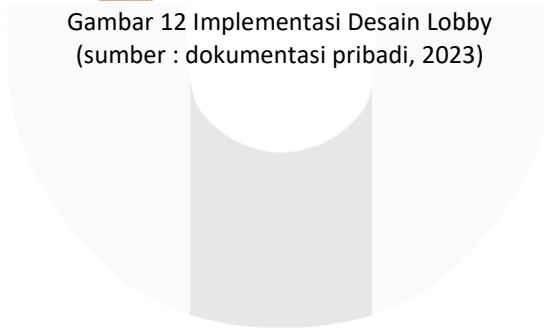 Gambar 12 Implementasi Desain Lobby
(sumber : dokumentasi pribadi, 2023)